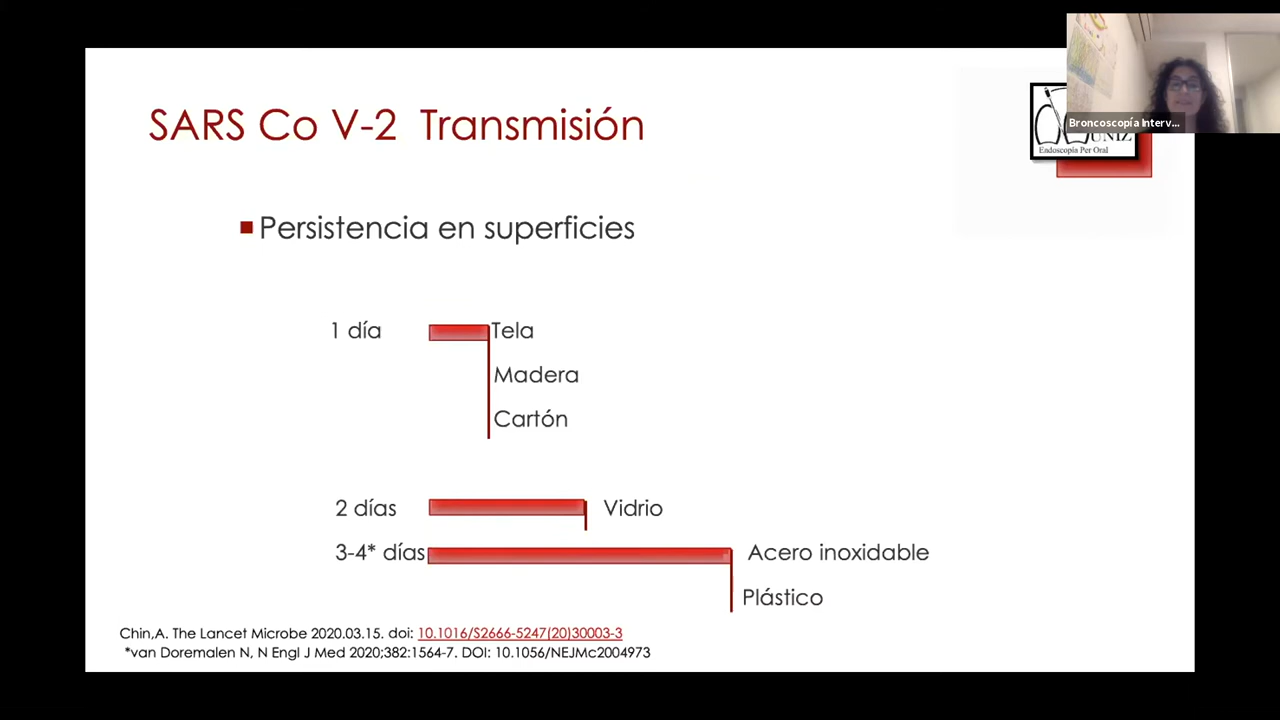 SARS Co V-2 Transmisión
Broncoscopía Interv...
UNIZ
Endoscopía Per Oral
Persistencia en superficies
1 día
Tela
Madera
Cartón
2 días
Vidrio
3-4* días
Acero inoxidable
Plástico
Chin,A. The Lancet Microbe 2020.03.15. doi: 10.1016/S2666-5247(20)30003-3
*van Doremalen N, N Engl J Med 2020;382:1564-7. DOI: 10.1056/NEJMc2004973